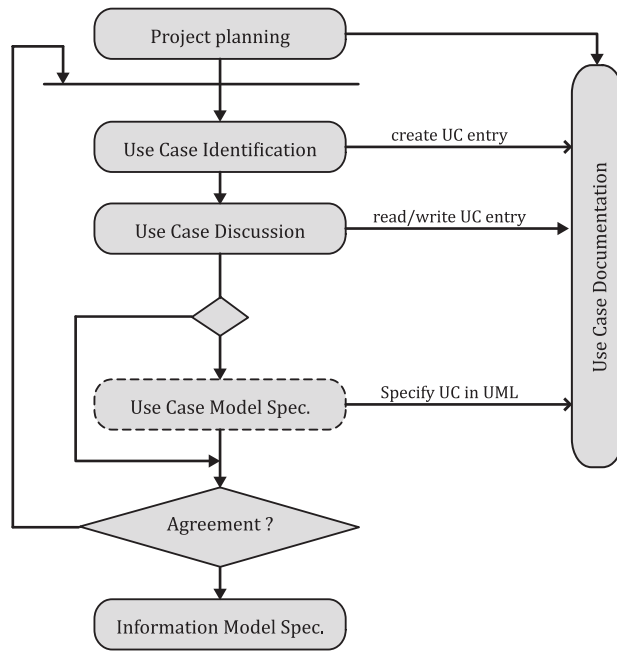 Project planning
Use Case Identification
create UC entry
Use Case Discussion
read/write UC entry
Use Case Documentation
Use Case Model Spec.
Specify UC in UML
Agreement ?
Information Model Spec.